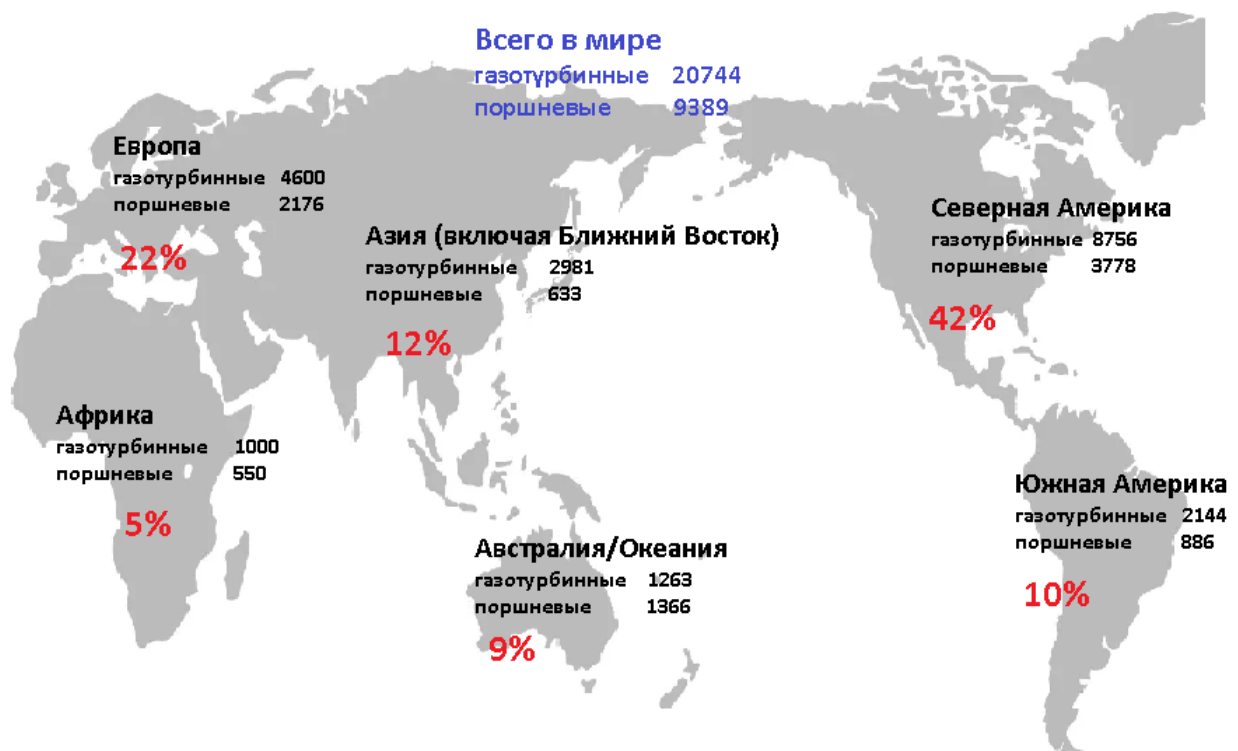 Всего в мире
газотурбинные 20744
поршневые 9389
Европа
газотурбинные 4600
поршневые 2176
22%
Азия (включая Ближний Восток)
газотурбинные 2981
поршневые 633
12%
Северная Америка
газотурбинные 8756
поршневые 3778
42%
Африка
газотурбинные 1000
поршневые 550
5%
Австралия/Океания
газотурбинные 1263
поршневые 1366
9%
Южная Америка
газотурбинные 2144
поршневые 886
10%